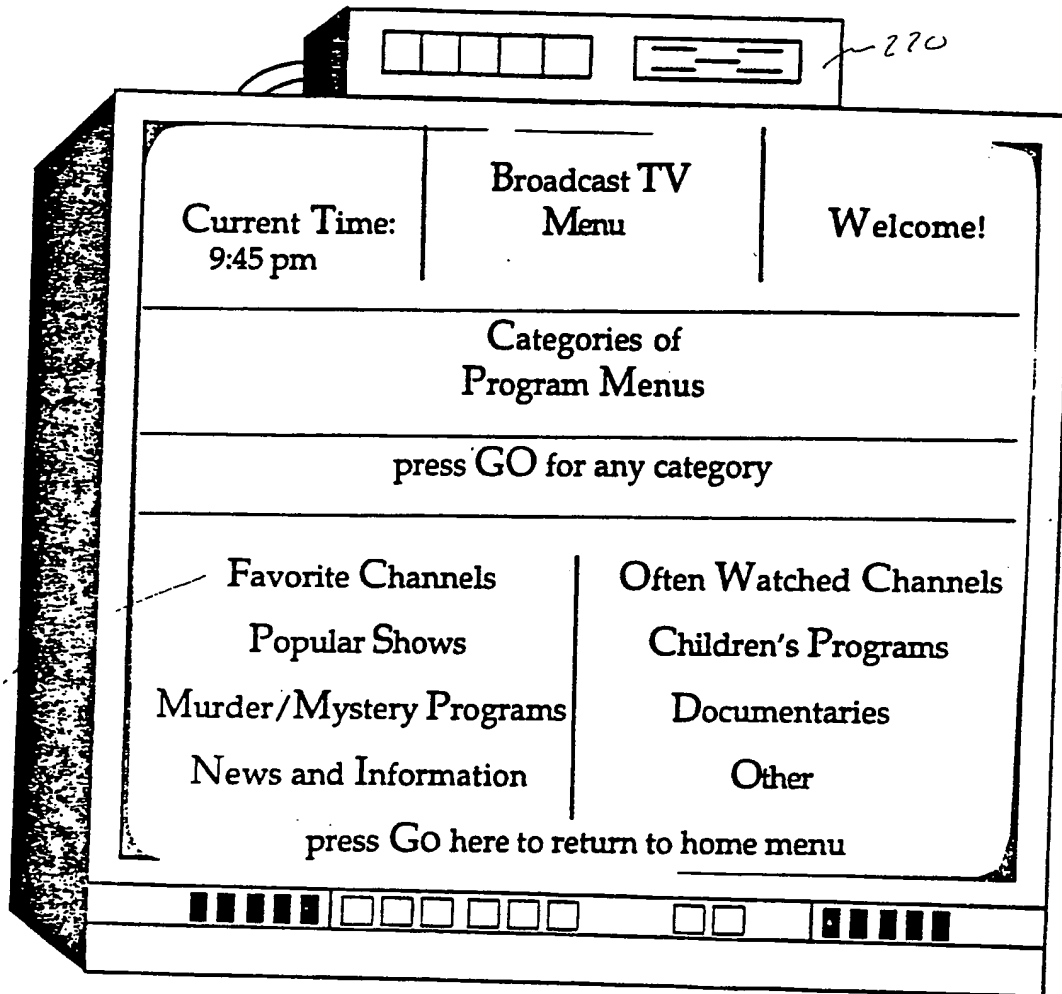 220
Broadcast TV
Menu
Current Time:
9:45 pm
Welcome!
Categories of
Program Menus
press GO for any category
Favorite Channels
Often Watched Channels
Popular Shows
Children's Programs
Murder/Mystery Programs
Documentaries
News and Information
Other
press Go here to return to home menu